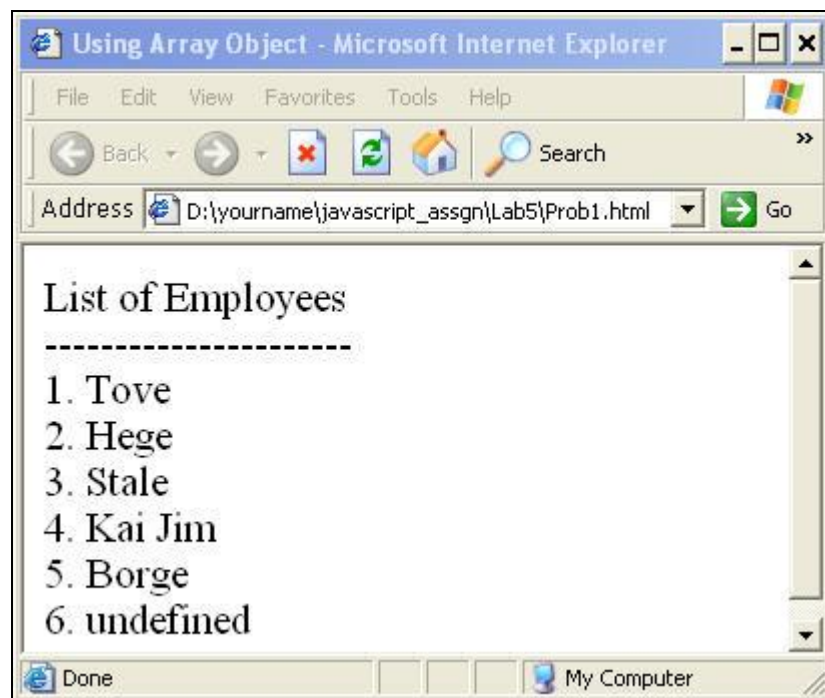 Using Array Object - Microsoft Internet Explorer
File Edit View Favorites Tools Help
Back Search »
Address D:\yourname\javascript_assgn\Lab5\Prob1.html Go
List of Employees
----------------------
1. Tove
2. Hege
3. Stale
4. Kai Jim
5. Borge
6. undefined
Done My Computer